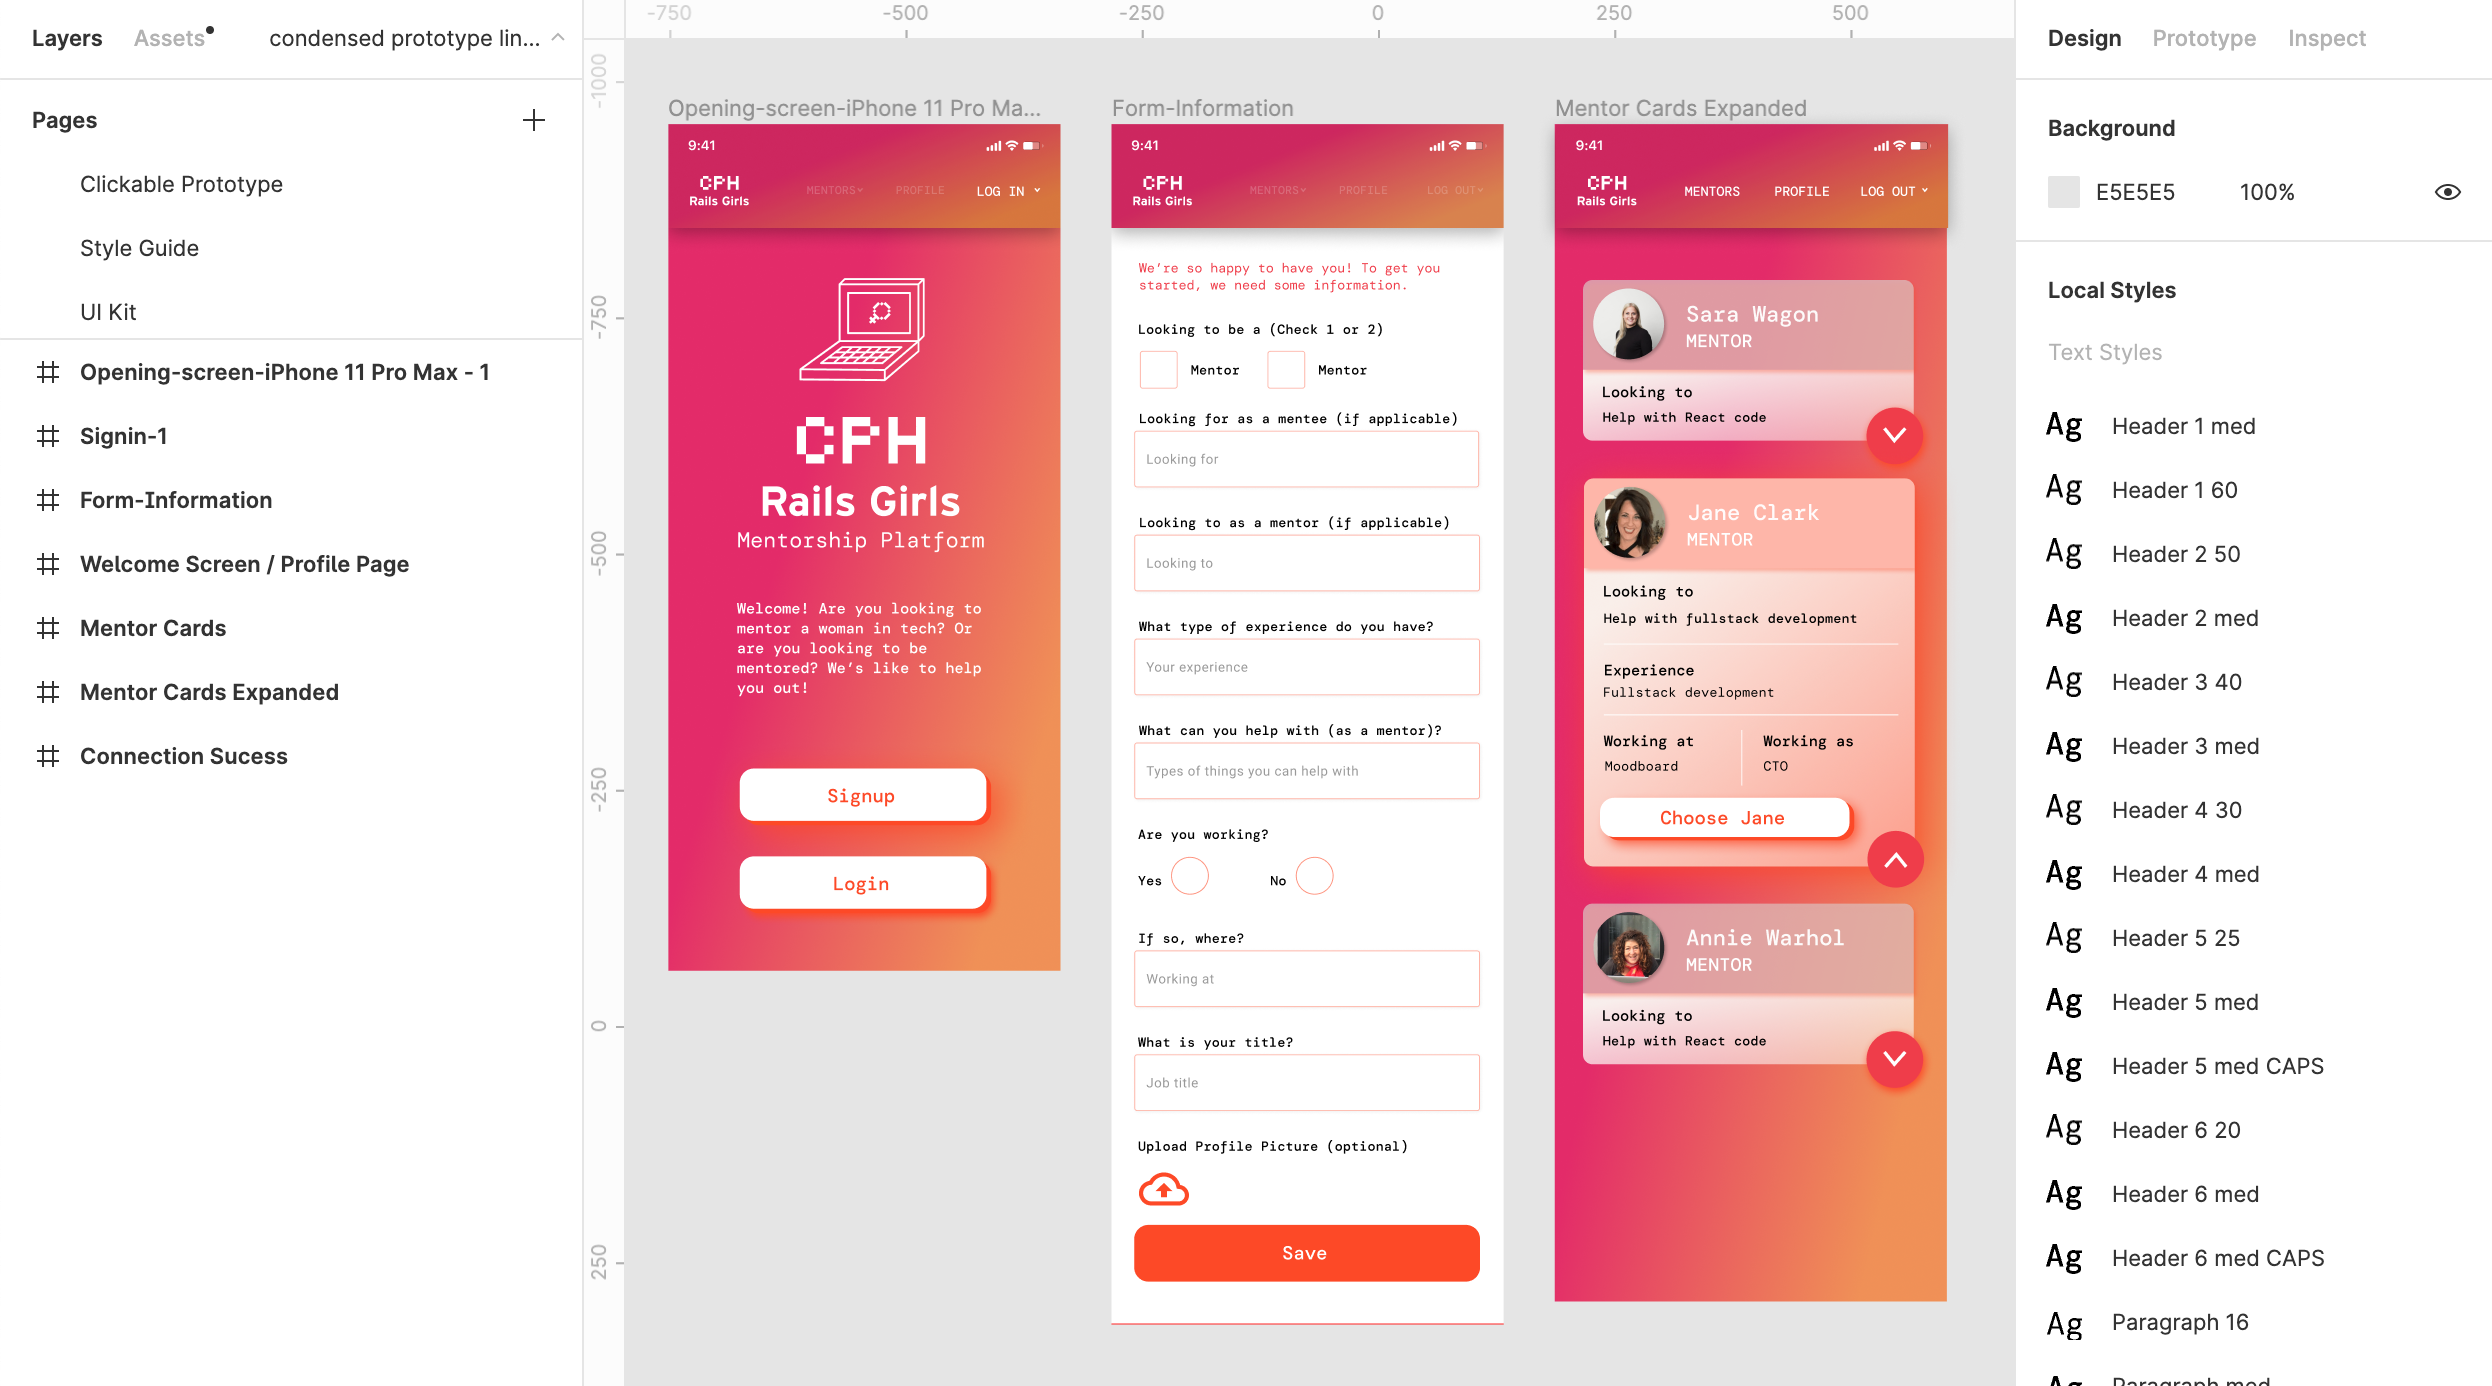 Layers Assets condensed prototype lin...
Pages
Clickable Prototype
Style Guide
UI Kit
Opening-screen-iPhone 11 Pro Max - 1
Signin-1
Form-Information
Welcome Screen / Profile Page
Mentor Cards
Mentor Cards Expanded
Connection Sucess
-750 -500 -250 0 250 500
-1000
-750
-500
-250
0
250
Opening-screen-iPhone 11 Pro Ma...
9:41
CPH
Rails Girls
MENTORS PROFILE LOG IN
CPH
Rails Girls
Mentorship Platform
Welcome! Are you looking to
mentor a woman in tech? Or
are you looking to be
mentored? We's like to help
you out!
Signup
Login
Form-Information
9:41
CPH
Rails Girls
MENTORS PROFILE LOG OUT
We're so happy to have you! To get you
started, we need some information.
Looking to be a (Check 1 or 2)
Mentor Mentor
Looking for as a mentee (if applicable)
Looking for
Looking to as a mentor (if applicable)
Looking to
What type of experience do you have?
Your experience
What can you help with (as a mentor)?
Types of things you can help with
Are you working?
Yes No
If so, where?
Working at
What is your title?
Job title
Upload Profile Picture (optional)
Save
Mentor Cards Expanded
9:41
CPH
Rails Girls
MENTORS PROFILE LOG OUT
Sara Wagon
MENTOR
Looking to
Help with React code
Jane Clark
MENTOR
Looking to
Help with fullstack development
Experience
Fullstack development
Working at Working as
Moodboard CTO
Choose Jane
Annie Warhol
MENTOR
Looking to
Help with React code
Design Prototype Inspect
Background
E5E5E5 100%
Local Styles
Text Styles
Ag Header 1 med
Ag Header 1 60
Ag Header 2 50
Ag Header 2 med
Ag Header 3 40
Ag Header 3 med
Ag Header 4 30
Ag Header 4 med
Ag Header 5 25
Ag Header 5 med
Ag Header 5 med CAPS
Ag Header 6 20
Ag Header 6 med
Ag Header 6 med CAPS
Ag Paragraph 16
Ag Paragraph med